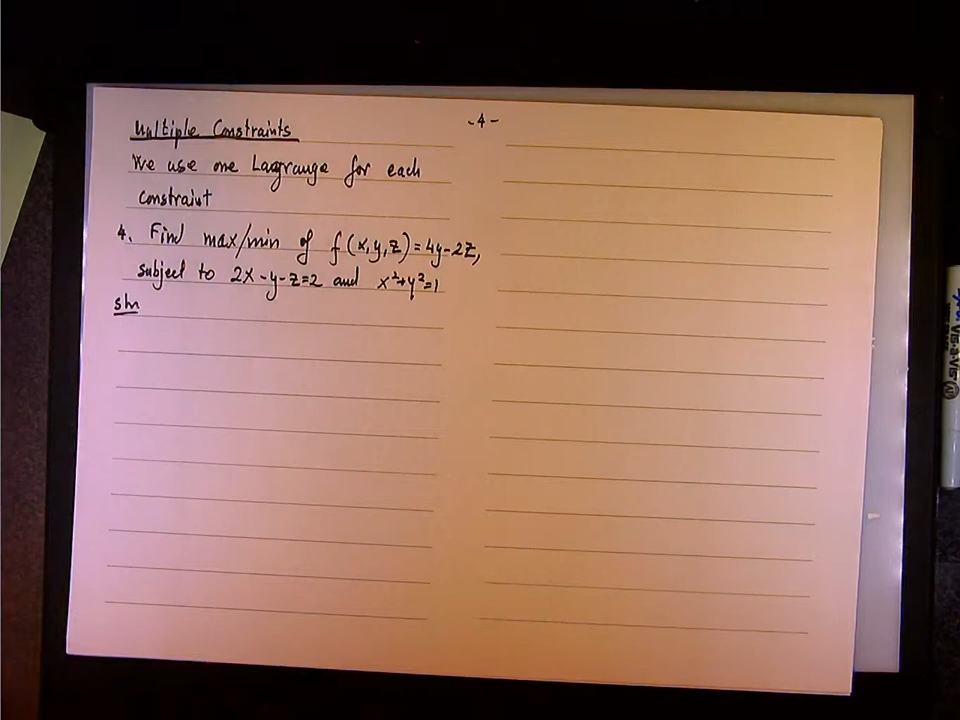 -4-
Multiple Constraints
We use one Lagrange for each
constraint
4. Find max/min of f(x,y,z)=4y-2z,
subject to 2x-y-z=2 and x²+y²=1
sln